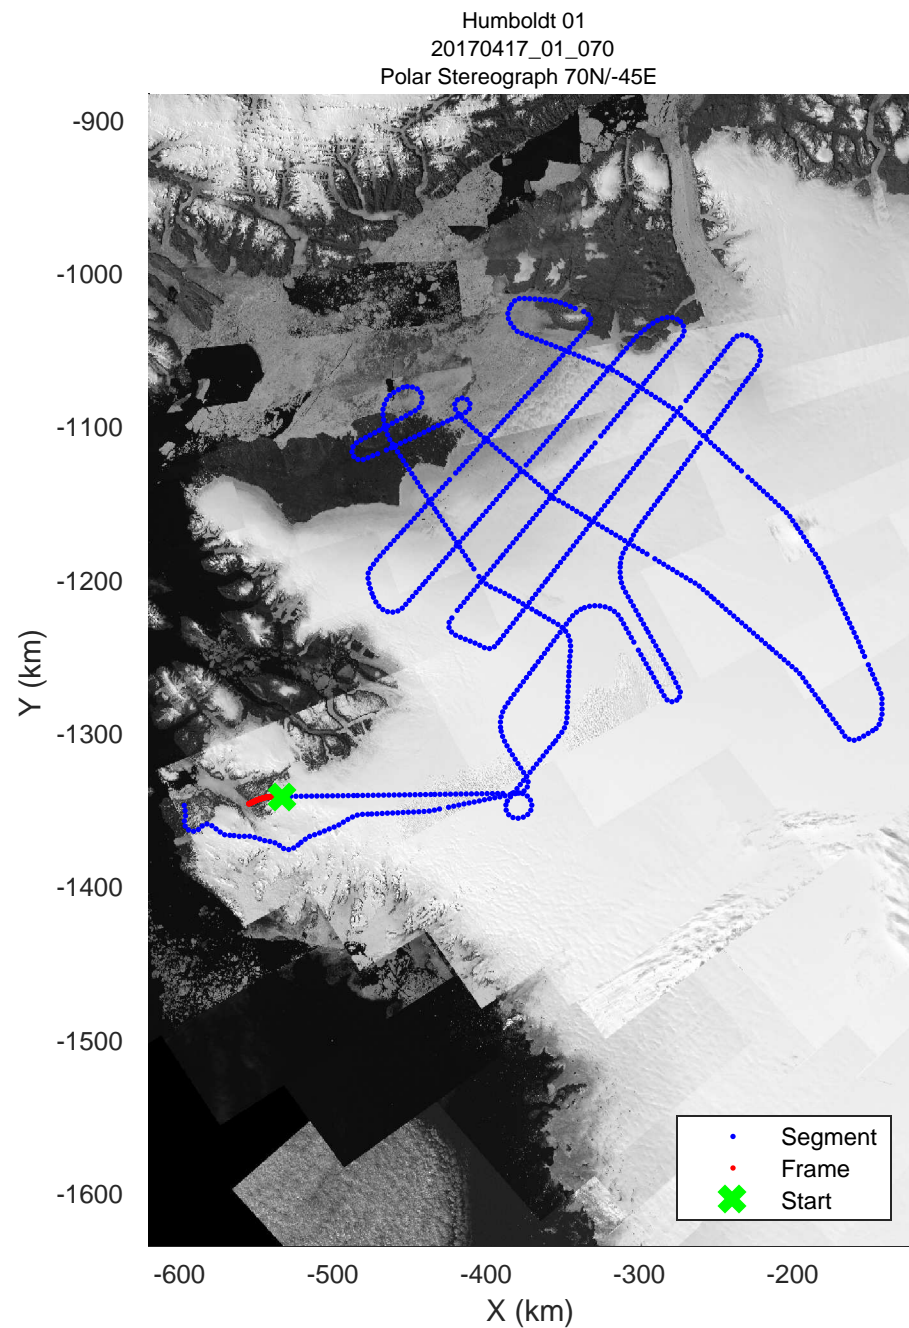 Humboldt 01
20170417_01_070
Polar Stereograph 70N/-45E
-900
-1000
-1100
-1200
-1300
-1400
-1500
-1600
Y (km)
-600 -500 -400 -300 -200
X (km)
Segment
Frame
Start